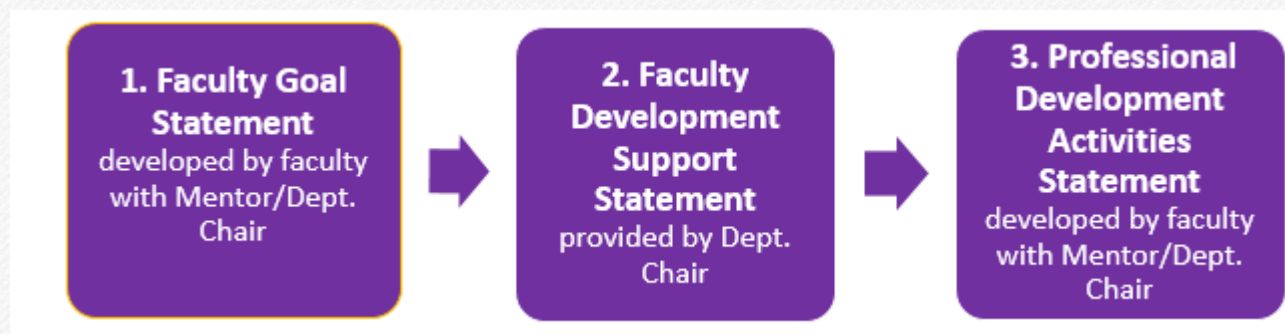 1. Faculty Goal
Statement
developed by faculty
with Mentor/Dept.
Chair
2. Faculty
Development
Support
Statement
provided by Dept.
Chair
3. Professional
Development
Activities
Statement
developed by faculty
with Mentor/Dept.
Chair